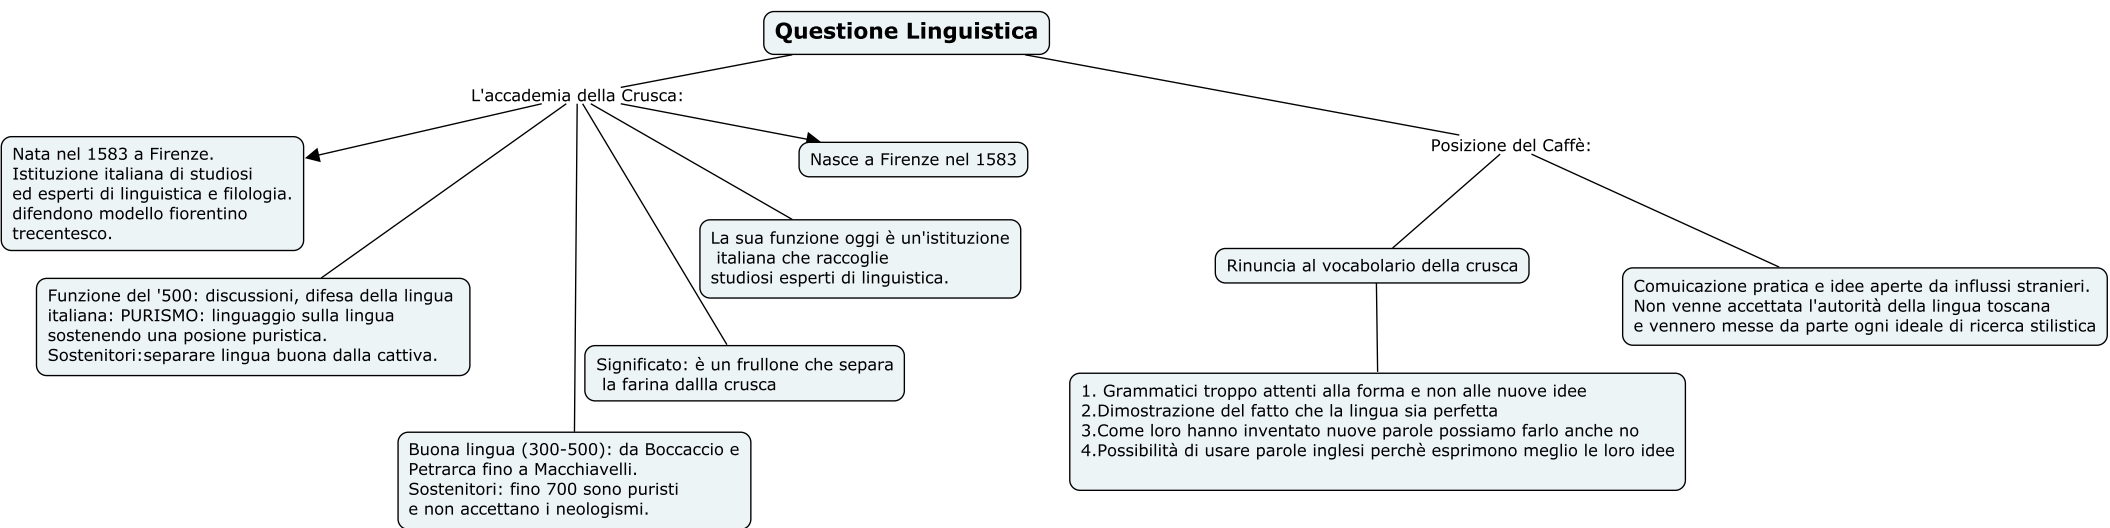 Questione Linguistica
L'accademia della Crusca:
Nata nel 1583 a Firenze.
Istituzione italiana di studiosi
ed esperti di linguistica e filologia.
difendono modello fiorentino
trecentesco.
Funzione del '500: discussioni, difesa della lingua
italiana: PURISMO: linguaggio sulla lingua
sostenendo una posione puristica.
Sostenitori:separare lingua buona dalla cattiva.
Buona lingua (300-500): da Boccaccio e
Petrarca fino a Macchiavelli.
Sostenitori: fino 700 sono puristi
e non accettano i neologismi.
Significato: è un frullone che separa
la farina dallla crusca
La sua funzione oggi è un'istituzione
italiana che raccoglie
studiosi esperti di linguistica.
Nasce a Firenze nel 1583
Posizione del Caffè:
Rinuncia al vocabolario della crusca
1. Grammatici troppo attenti alla forma e non alle nuove idee
2.Dimostrazione del fatto che la lingua sia perfetta
3.Come loro hanno inventato nuove parole possiamo farlo anche no
4.Possibilità di usare parole inglesi perchè esprimono meglio le loro idee
Comuicazione pratica e idee aperte da influssi stranieri.
Non venne accettata l'autorità della lingua toscana
e vennero messe da parte ogni ideale di ricerca stilistica